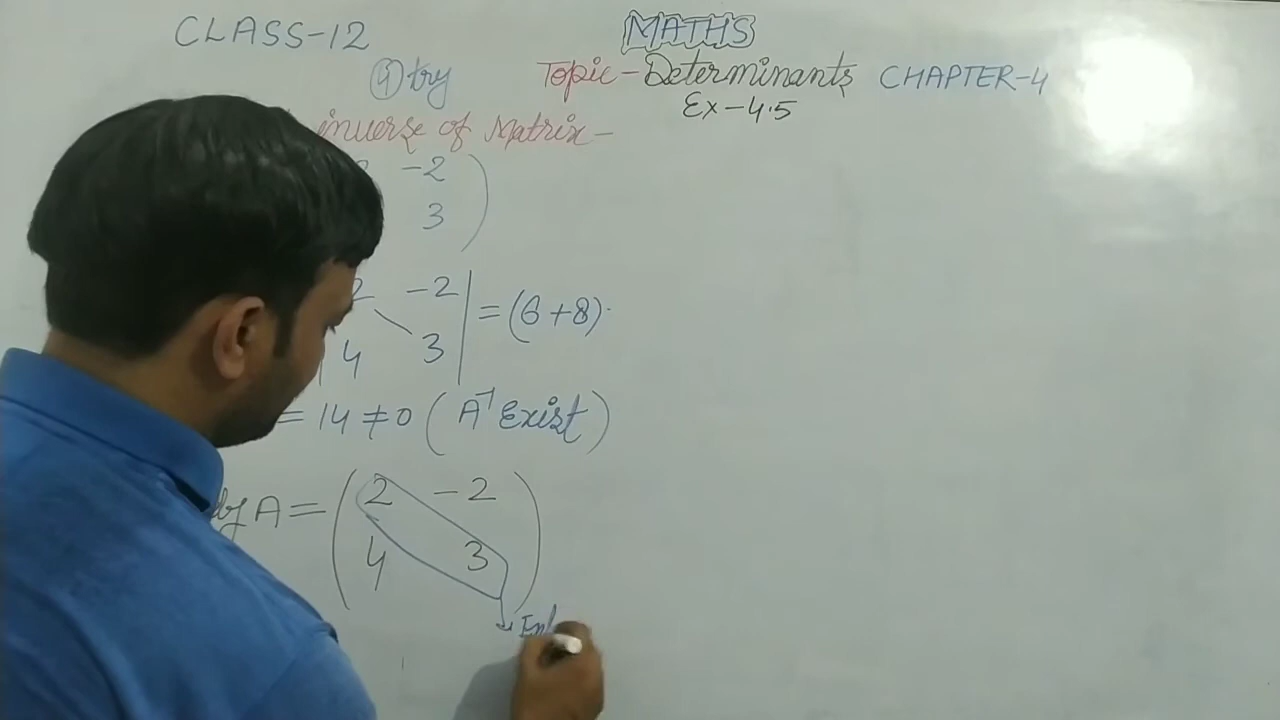 CLASS-12 MATHS
④ try Topic - Determinants CHAPTER-4
Ex - 4.5
inverse of Matrix -
-2
3
2 -2 = (6+8).
4 3
= 14 ≠ 0 (A⁻¹ Exist)
A = 2 -2
4 3